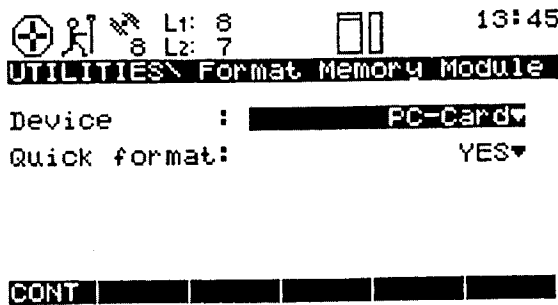 L1: 8 13:45
8 L2: 7
UTILITIES\ Format Memory Module
Device : PC-Card▾
Quick format: YES▾
CONT